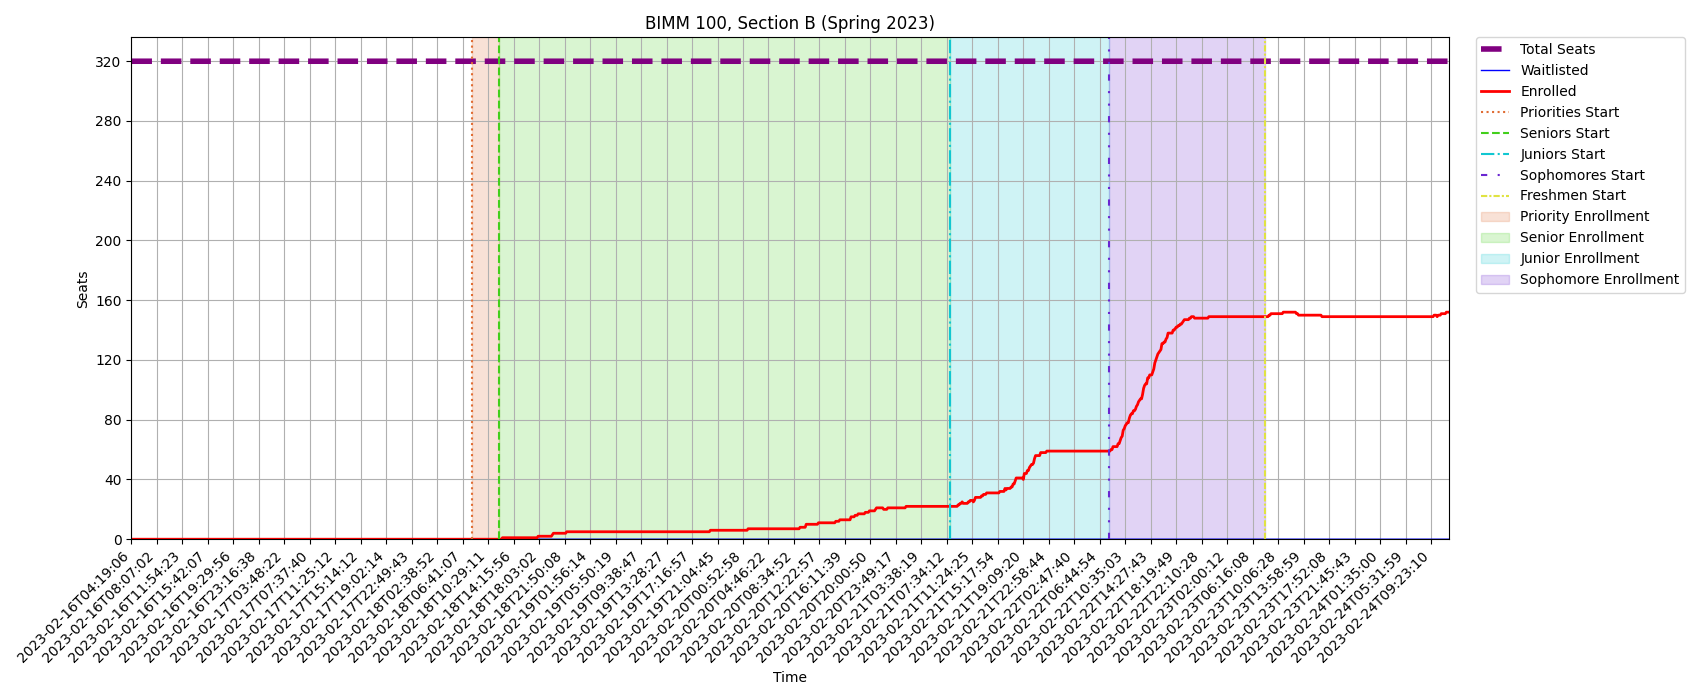 BIMM 100, Section B (Spring 2023)
Seats
320
280
240
200
160
120
80
40
0
2023-02-16T04:19:06
2023-02-16T08:07:02
2023-02-16T11:54:23
2023-02-16T15:42:07
2023-02-16T19:29:56
2023-02-16T23:16:38
2023-02-17T03:48:22
2023-02-17T07:37:40
2023-02-17T11:25:12
2023-02-17T15:14:12
2023-02-17T19:02:14
2023-02-17T22:49:43
2023-02-18T02:38:52
2023-02-18T06:41:07
2023-02-18T10:29:11
2023-02-18T14:15:56
2023-02-18T18:03:02
2023-02-18T21:50:08
2023-02-19T01:56:14
2023-02-19T05:50:19
2023-02-19T09:38:47
2023-02-19T13:28:27
2023-02-19T17:16:57
2023-02-19T21:04:45
2023-02-20T00:52:58
2023-02-20T04:46:22
2023-02-20T08:34:52
2023-02-20T12:22:57
2023-02-20T16:11:39
2023-02-20T20:00:50
2023-02-20T23:49:17
2023-02-21T03:38:19
2023-02-21T07:34:12
2023-02-21T11:24:25
2023-02-21T15:17:54
2023-02-21T19:09:20
2023-02-21T22:58:44
2023-02-22T02:47:40
2023-02-22T06:44:54
2023-02-22T10:35:03
2023-02-22T14:27:43
2023-02-22T18:19:49
2023-02-22T22:10:28
2023-02-23T02:00:12
2023-02-23T06:16:08
2023-02-23T10:06:28
2023-02-23T13:58:59
2023-02-23T17:52:08
2023-02-23T21:45:43
2023-02-24T01:35:00
2023-02-24T05:31:59
2023-02-24T09:23:10
Time
Total Seats
Waitlisted
Enrolled
Priorities Start
Seniors Start
Juniors Start
Sophomores Start
Freshmen Start
Priority Enrollment
Senior Enrollment
Junior Enrollment
Sophomore Enrollment